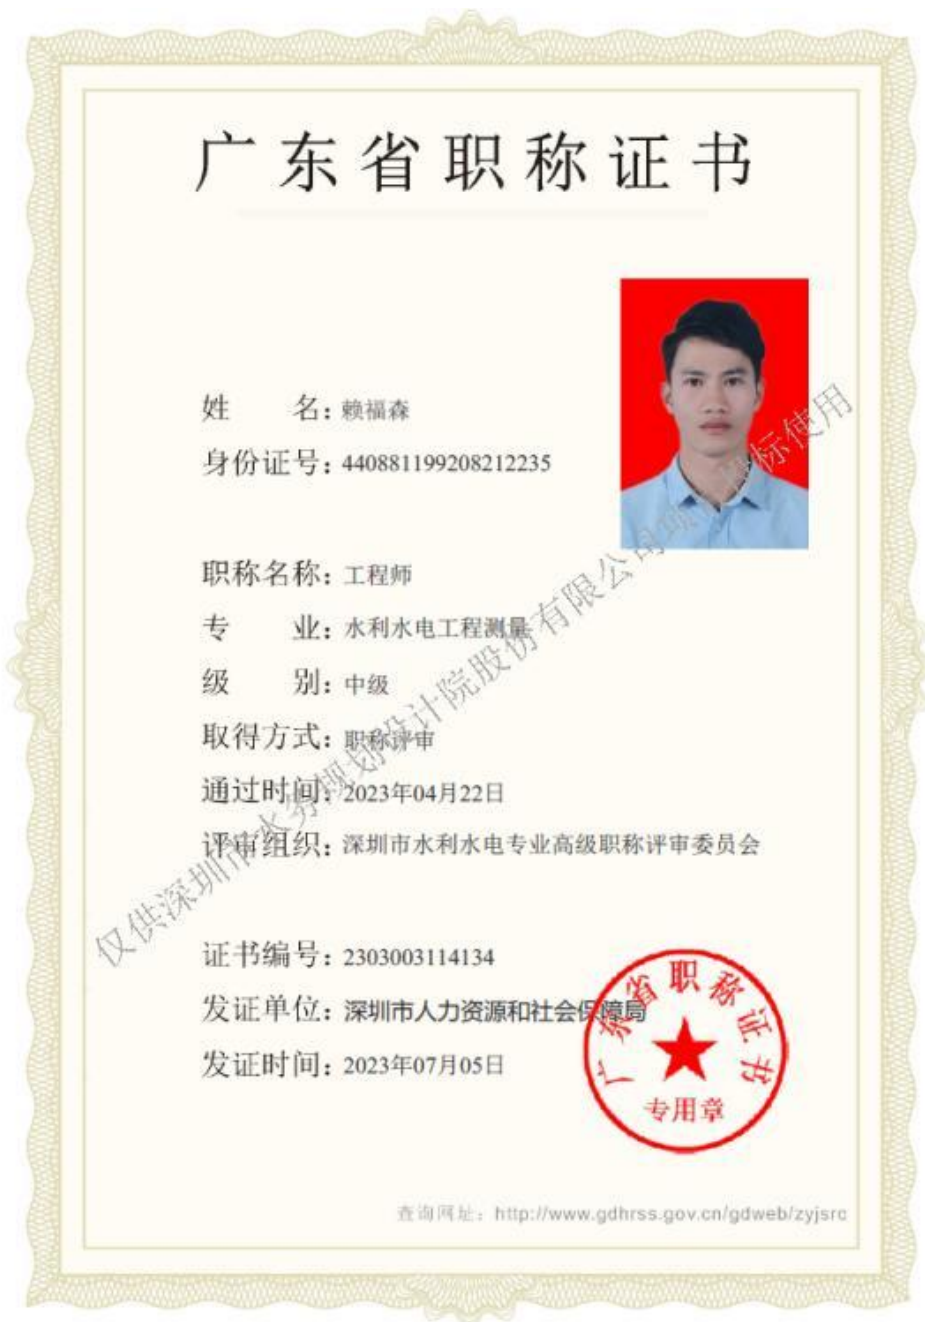 广东省职称证书
姓 名：赖福森
身份证号：440881199208212235
职称名称：工程师
专 业：水利水电工程测量
级 别：中级
取得方式：职称评审
通过时间：2023年04月22日
评审组织：深圳市水利水电专业高级职称评审委员会
证书编号：2303003114134
发证单位：深圳市人力资源和社会保障局
发证时间：2023年07月05日
广东省职称证书
专用章
查询网址：http://www.gdhrss.gov.cn/gdweb/zyjsrc
仅供深圳市水务规划设计院股份有限公司 投标使用